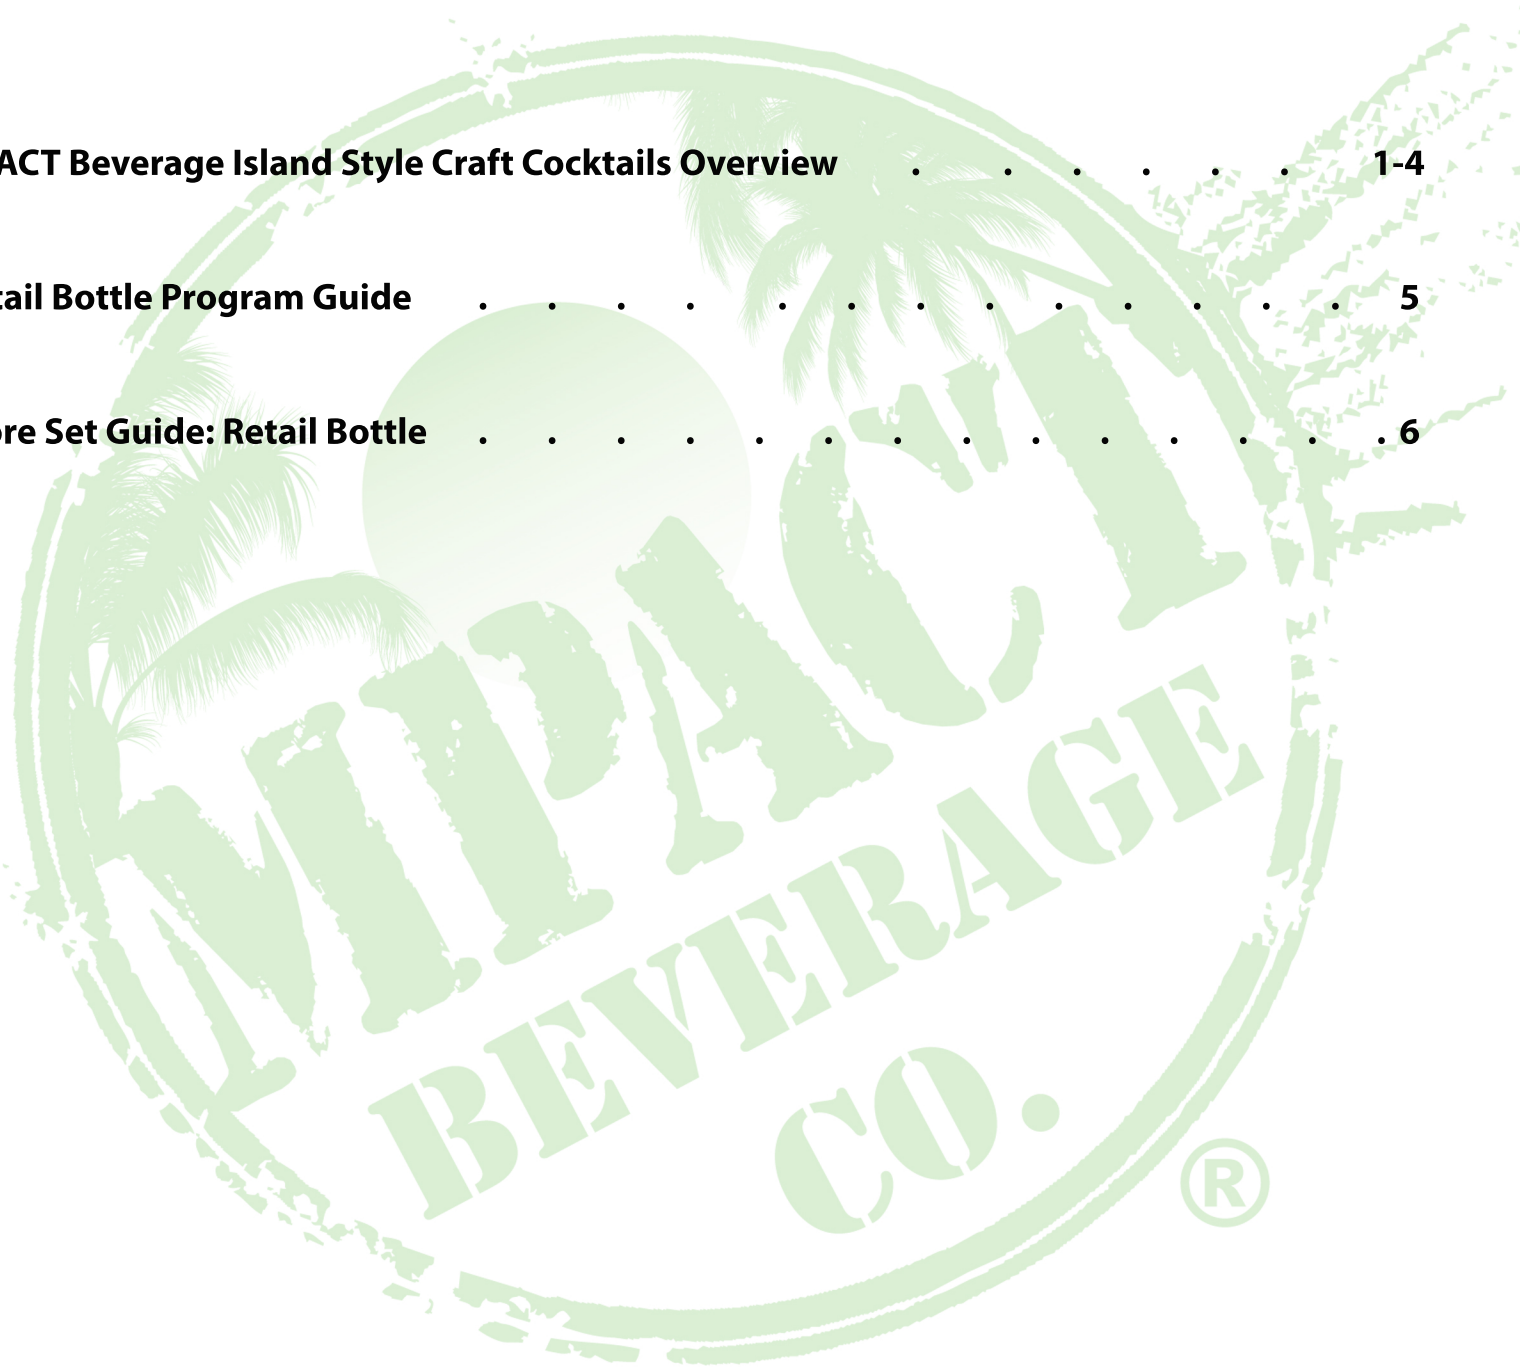 ACT Beverage Island Style Craft Cocktails Overview . . . . . . 1-4
tail Bottle Program Guide . . . . . . . . . . . . . 5
ore Set Guide: Retail Bottle . . . . . . . . . . . . . . 6
MPACT
BEVERAGE
CO.
®